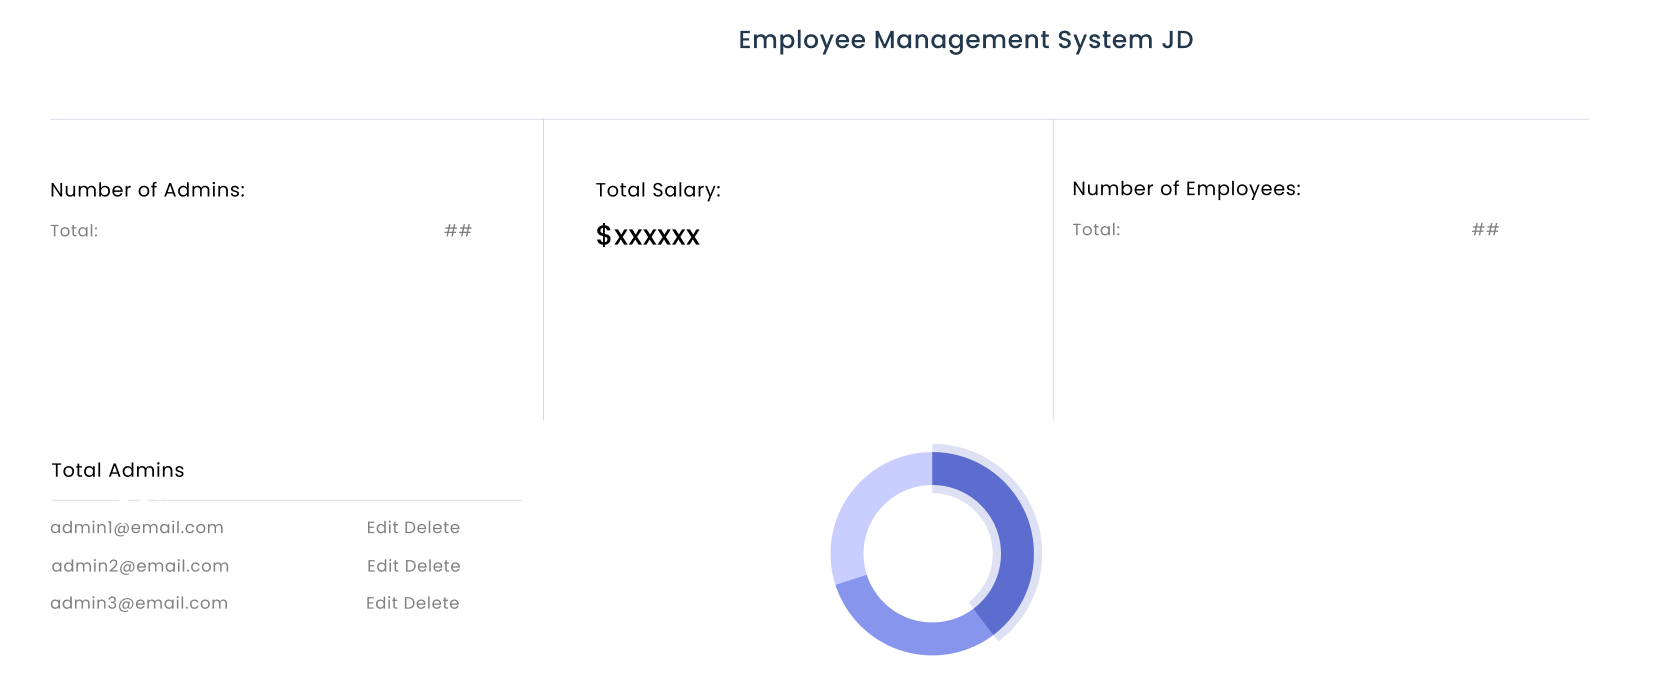 Employee Management System JD
Number of Admins:
Total: ##
Total Salary:
$xxxxxx
Number of Employees:
Total: ##
Total Admins
admin1@email.com Edit Delete
admin2@email.com Edit Delete
admin3@email.com Edit Delete